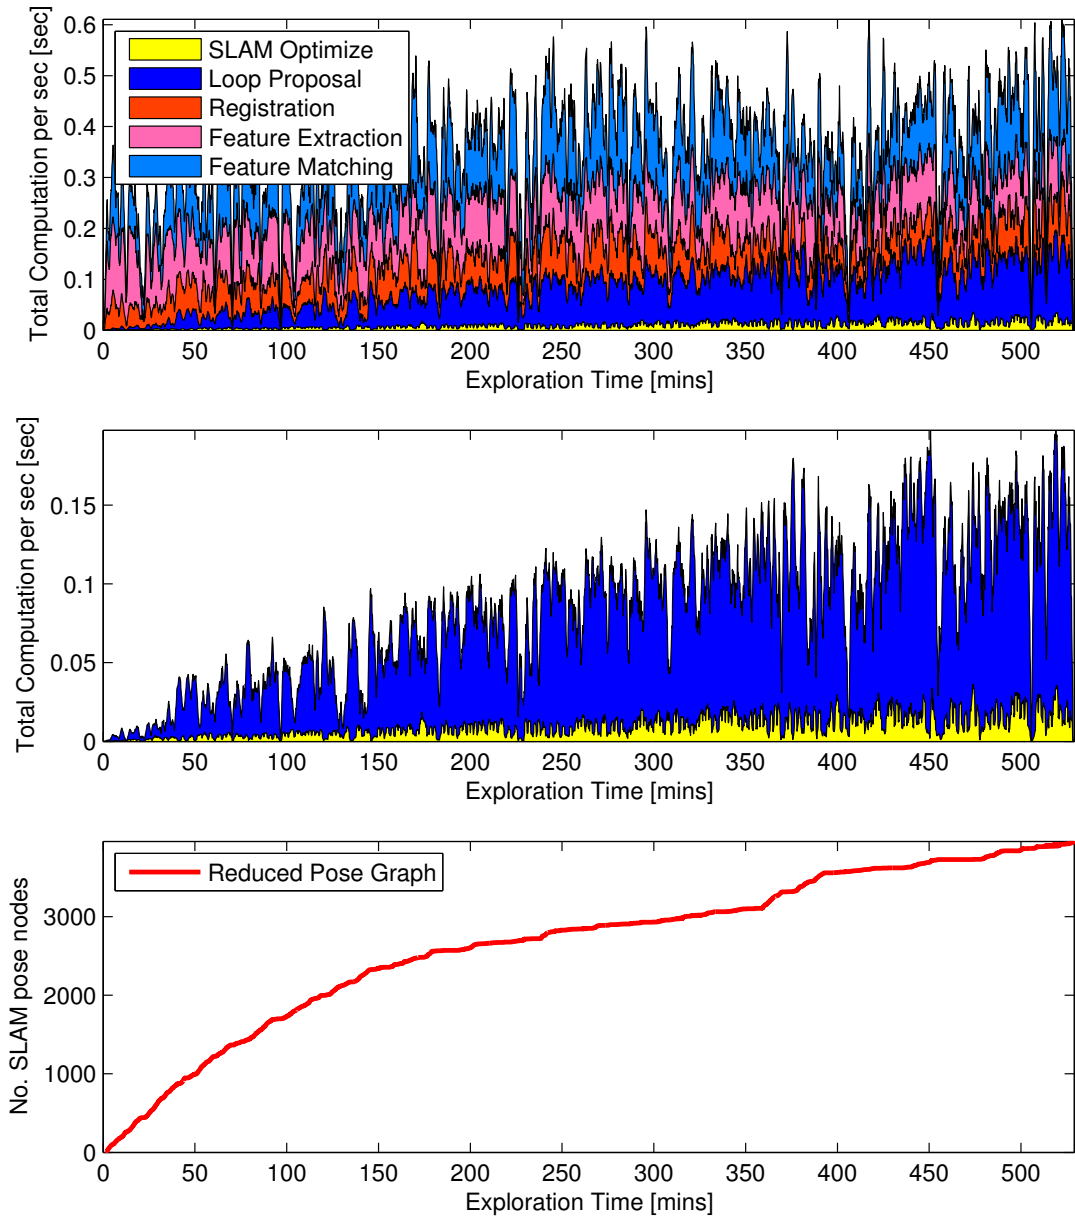 Total Computation per sec [sec]
0.6
0.5
0.4
0.3
0.2
0.1
0
SLAM Optimize
Loop Proposal
Registration
Feature Extraction
Feature Matching
0 50 100 150 200 250 300 350 400 450 500
Exploration Time [mins]
Total Computation per sec [sec]
0.15
0.1
0.05
0
0 50 100 150 200 250 300 350 400 450 500
Exploration Time [mins]
No. SLAM pose nodes
3000
2000
1000
0
Reduced Pose Graph
0 50 100 150 200 250 300 350 400 450 500
Exploration Time [mins]